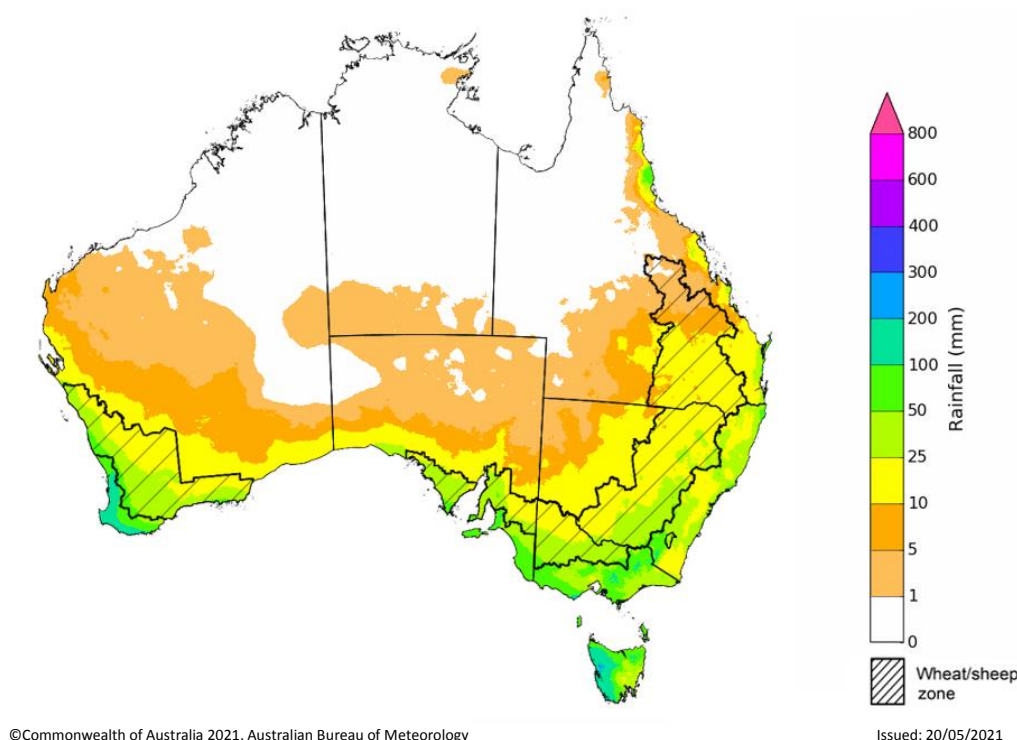 800
600
400
300
200
100
50
25
10
5
1
0
Rainfall (mm)
Wheat/sheep
zone
©Commonwealth of Australia 2021, Australian Bureau of Meteorology
Issued: 20/05/2021